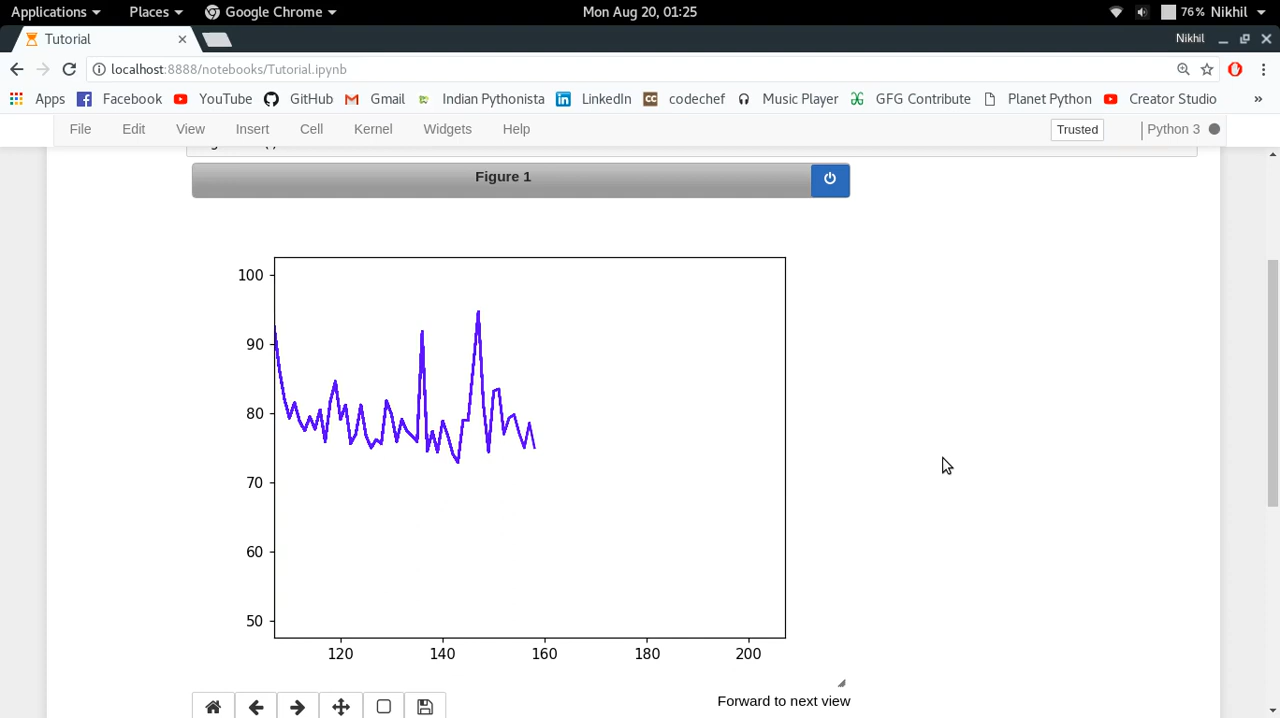 Applications Places Google Chrome Mon Aug 20, 01:25 76% Nikhil
Tutorial Nikhil
localhost:8888/notebooks/Tutorial.ipynb
Apps Facebook YouTube GitHub Gmail Indian Pythonista LinkedIn codechef Music Player GFG Contribute Planet Python Creator Studio »
File Edit View Insert Cell Kernel Widgets Help Trusted Python 3
Figure 1
100
90
80
70
60
50
120 140 160 180 200
Forward to next view